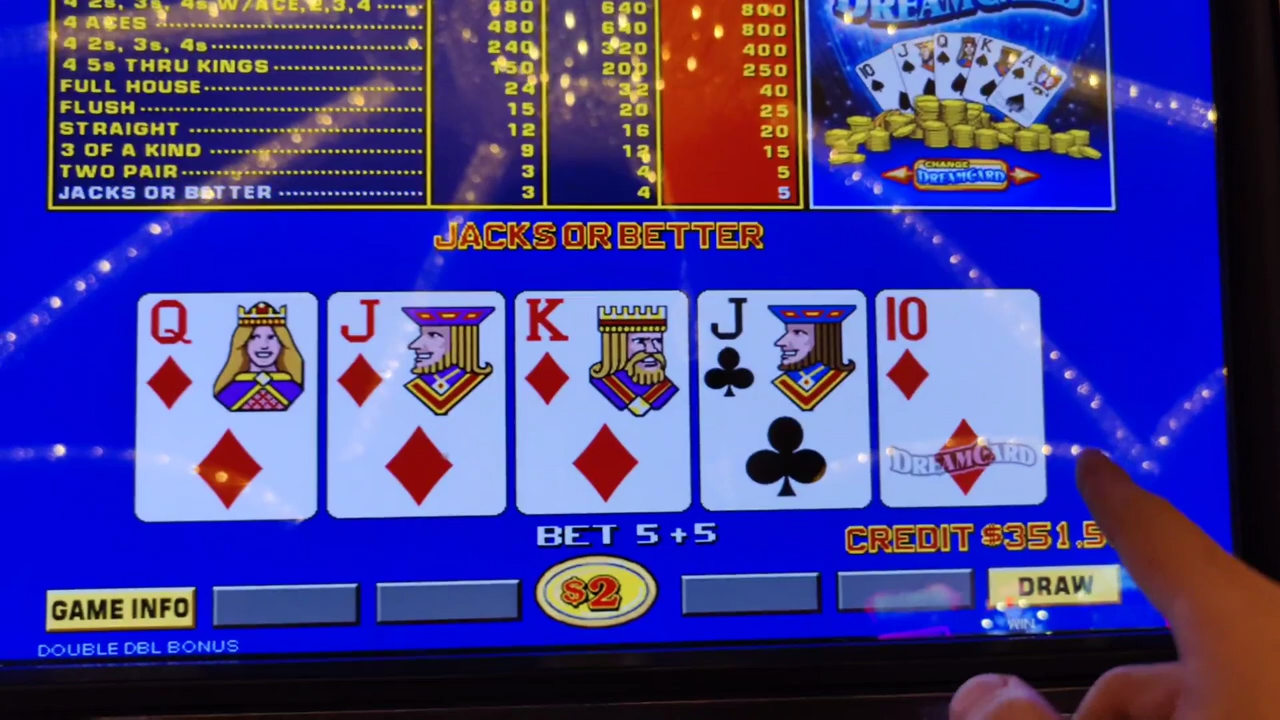 4 2s, 3s, 4s W/ACE,2,3,4 480 640 800
4 ACES 480 640 800
4 2s, 3s, 4s 240 320 400
4 5s THRU KINGS 150 200 250
FULL HOUSE 24 32 40
FLUSH 15 20 25
STRAIGHT 12 16 20
3 OF A KIND 9 12 15
TWO PAIR 3 4 5
JACKS OR BETTER 3 4 5
DREAMCARD
10 J Q K A
CHANGE
DREAMCARD
JACKS OR BETTER
Q J K J 10
DREAMCARD
BET 5+5
CREDIT $351.5
GAME INFO
$2
DRAW
WIN
DOUBLE DBL BONUS